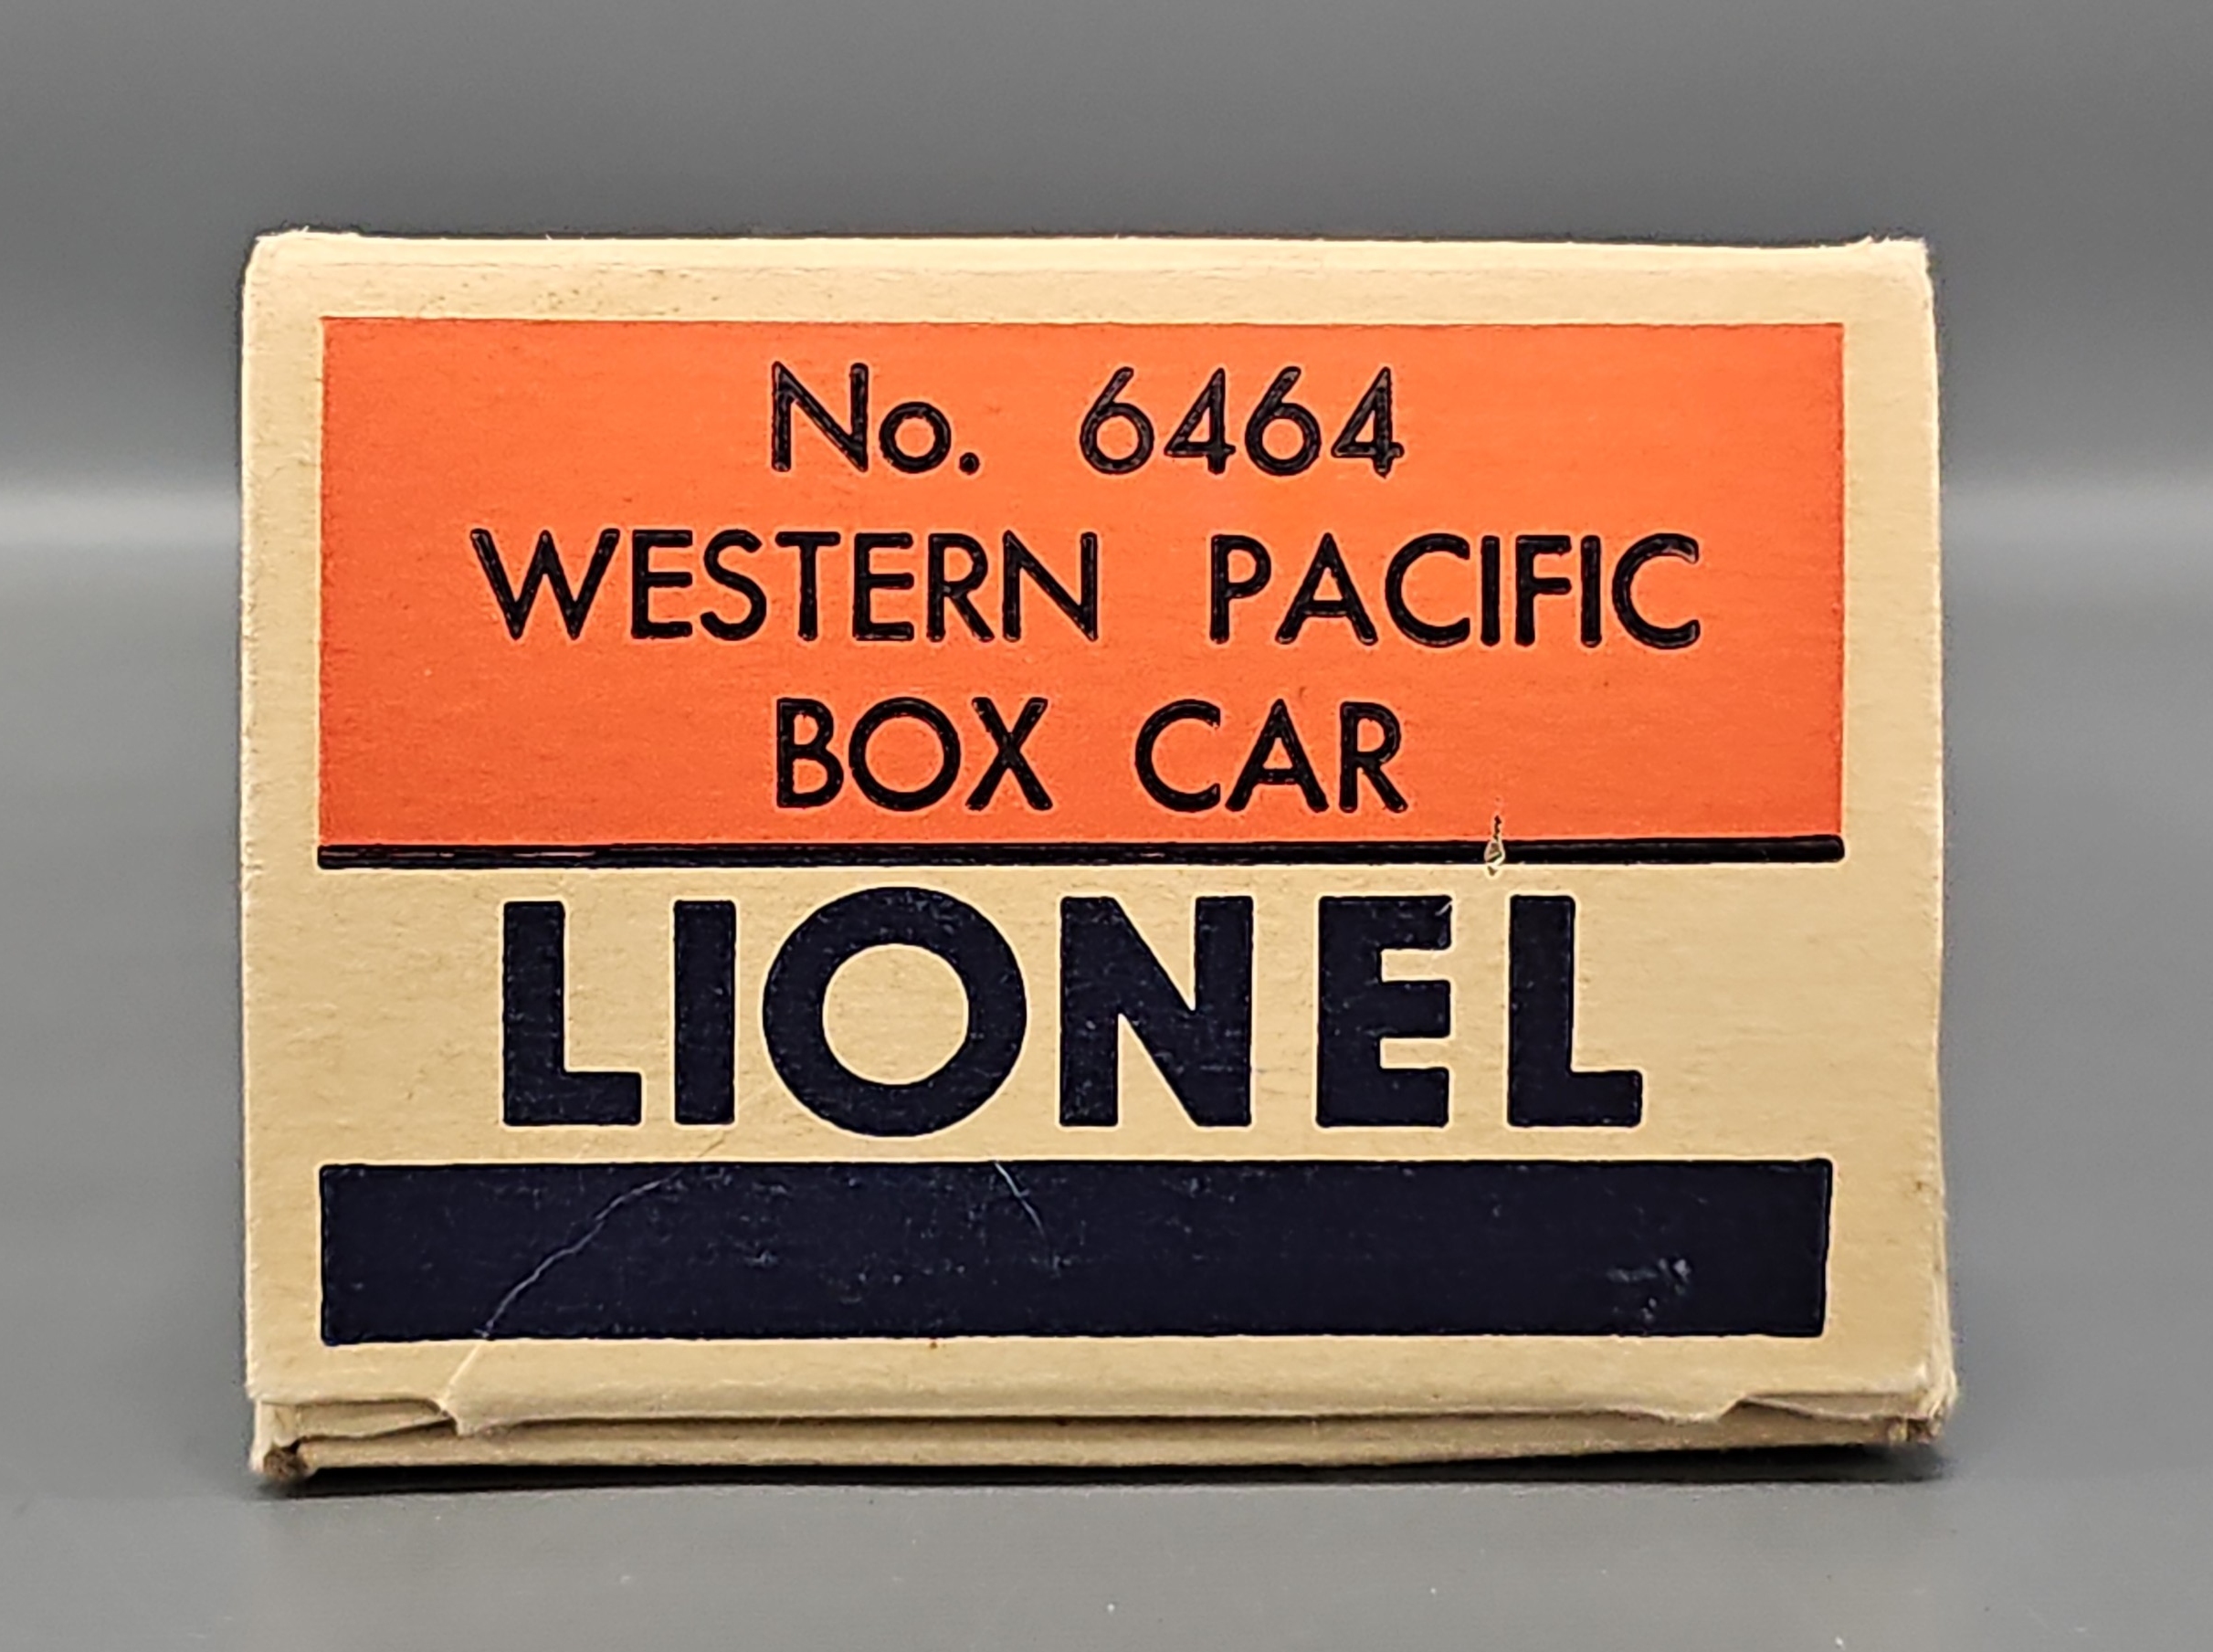 No. 6464
WESTERN PACIFIC
BOX CAR
LIONEL